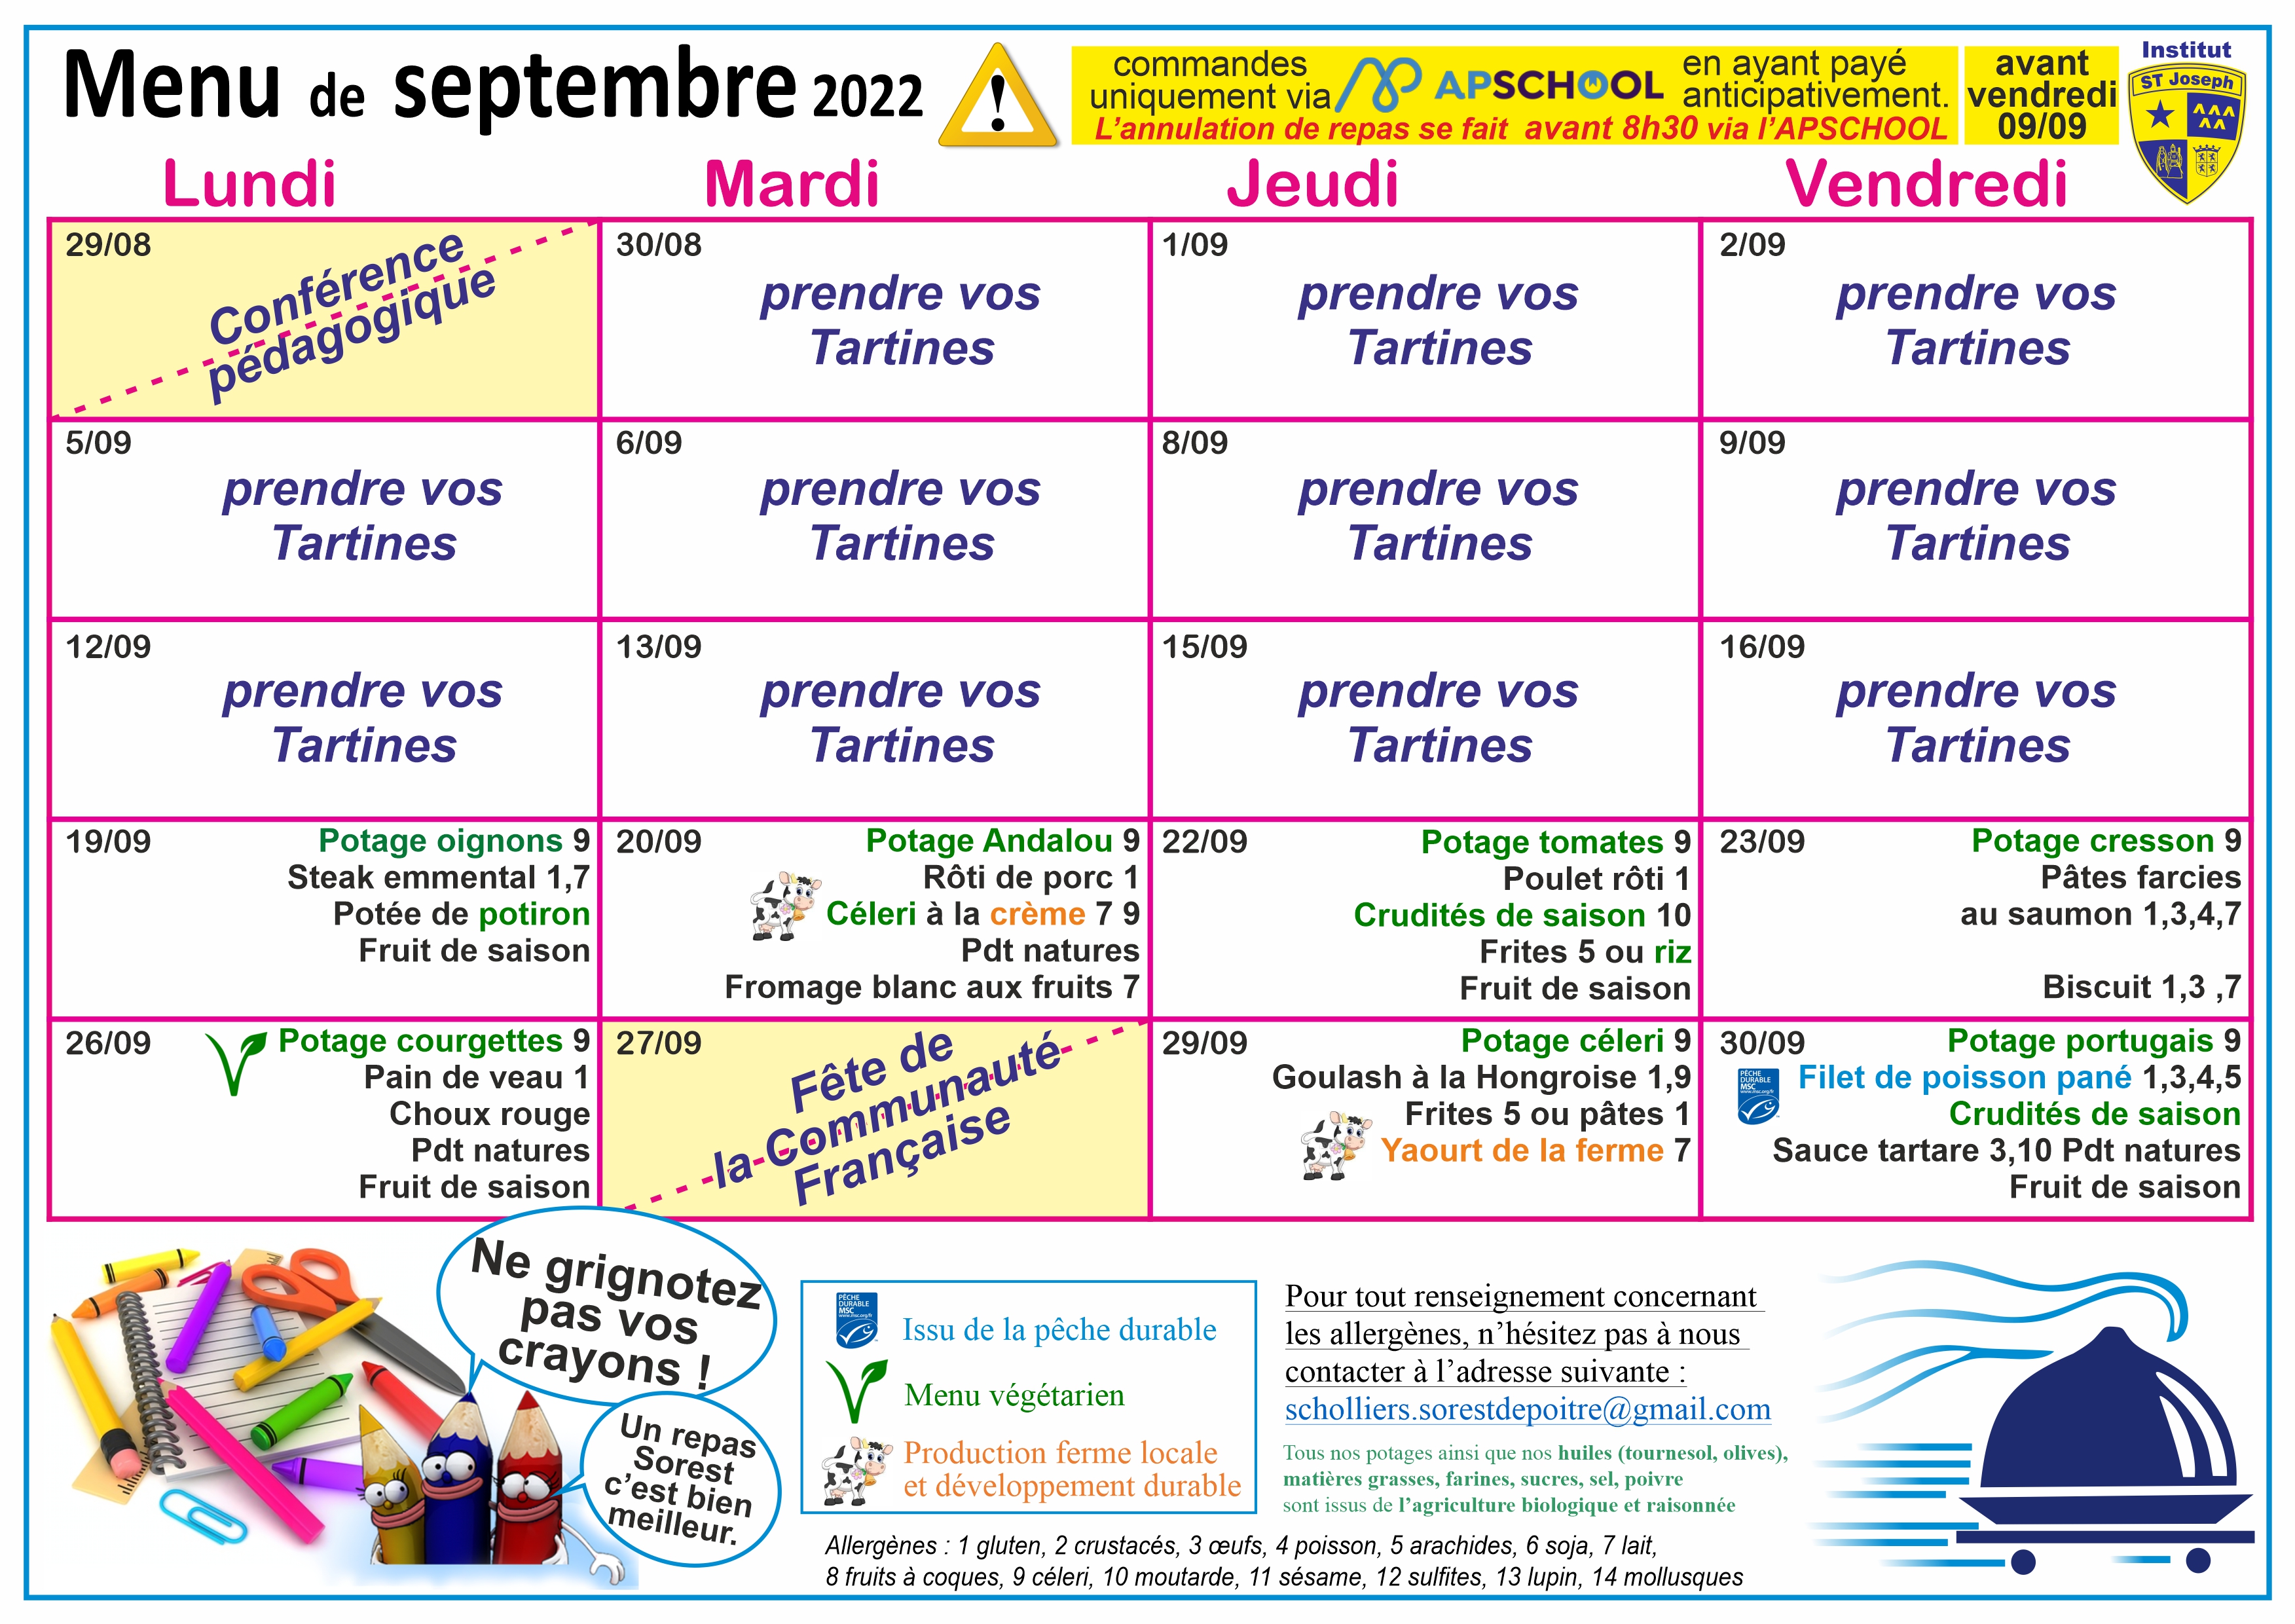 Menu de septembre 2022
commandes
uniquement via
APSCHOOL
en ayant payé
anticipativement.
L'annulation de repas se fait avant 8h30 via l'APSCHOOL
avant
vendredi
09/09
Institut
ST Joseph
Lundi
Mardi
Jeudi
Vendredi
29/08
Conférence
pédagogique
30/08
prendre vos
Tartines
1/09
prendre vos
Tartines
2/09
prendre vos
Tartines
5/09
prendre vos
Tartines
6/09
prendre vos
Tartines
8/09
prendre vos
Tartines
9/09
prendre vos
Tartines
12/09
prendre vos
Tartines
13/09
prendre vos
Tartines
15/09
prendre vos
Tartines
16/09
prendre vos
Tartines
19/09
Potage oignons 9
Steak emmental 1,7
Potée de potiron
Fruit de saison
20/09
Potage Andalou 9
Rôti de porc 1
Céleri à la crème 7 9
Pdt natures
Fromage blanc aux fruits 7
22/09
Potage tomates 9
Poulet rôti 1
Crudités de saison 10
Frites 5 ou riz
Fruit de saison
23/09
Potage cresson 9
Pâtes farcies
au saumon 1,3,4,7
Biscuit 1,3 ,7
26/09
Potage courgettes 9
Pain de veau 1
Choux rouge
Pdt natures
Fruit de saison
27/09
Fête de
la Communauté
Française
29/09
Potage céleri 9
Goulash à la Hongroise 1,9
Frites 5 ou pâtes 1
Yaourt de la ferme 7
30/09
Potage portugais 9
PÊCHE
DURABLE
MSC
www.msc.org/fr
Filet de poisson pané 1,3,4,5
Crudités de saison
Sauce tartare 3,10 Pdt natures
Fruit de saison
Ne grignotez
pas vos
crayons !
Un repas
Sorest
c'est bien
meilleur.
PÊCHE
DURABLE
MSC
www.msc.org/fr
Issu de la pêche durable
Menu végétarien
Production ferme locale
et développement durable
Pour tout renseignement concernant
les allergènes, n'hésitez pas à nous
contacter à l'adresse suivante :
scholliers.sorestdepoitre@gmail.com
Tous nos potages ainsi que nos huiles (tournesol, olives),
matières grasses, farines, sucres, sel, poivre
sont issus de l'agriculture biologique et raisonnée
Allergènes : 1 gluten, 2 crustacés, 3 œufs, 4 poisson, 5 arachides, 6 soja, 7 lait,
8 fruits à coques, 9 céleri, 10 moutarde, 11 sésame, 12 sulfites, 13 lupin, 14 mollusques